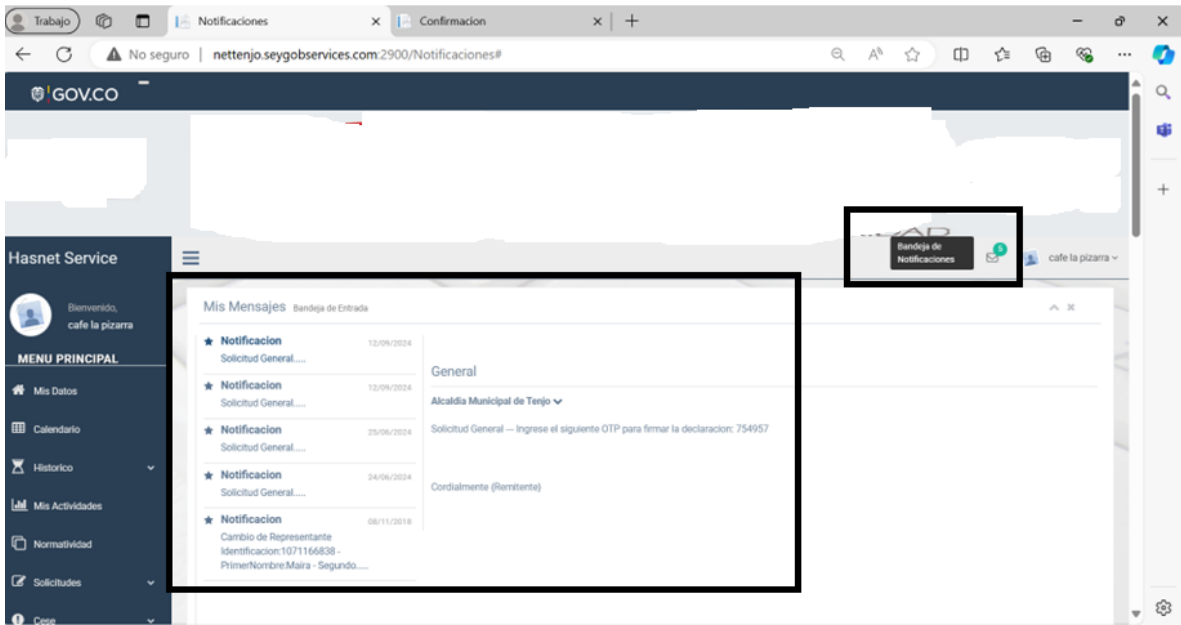 Trabajo
Notificaciones
Confirmacion
No seguro
nettenjo.seygobservices.com:2900/Notificaciones#
GOV.CO
Hasnet Service
Bandeja de
Notificaciones
5
cafe la pizarra
Bienvenido,
cafe la pizarra
MENU PRINCIPAL
Mis Datos
Calendario
Historico
Mis Actividades
Normatividad
Solicitudes
Cese
Mis Mensajes Bandeja de Entrada
Notificacion 12/09/2024
Solicitud General.....
Notificacion 12/09/2024
Solicitud General.....
Notificacion 25/06/2024
Solicitud General.....
Notificacion 24/06/2024
Solicitud General.....
Notificacion 08/11/2018
Cambio de Representante
Identificacion:1071166838 -
PrimerNombre:Maira - Segundo.....
General
Alcaldia Municipal de Tenjo
Solicitud General -- Ingrese el siguiente OTP para firmar la declaracion: 754957
Cordialmente (Remitente)